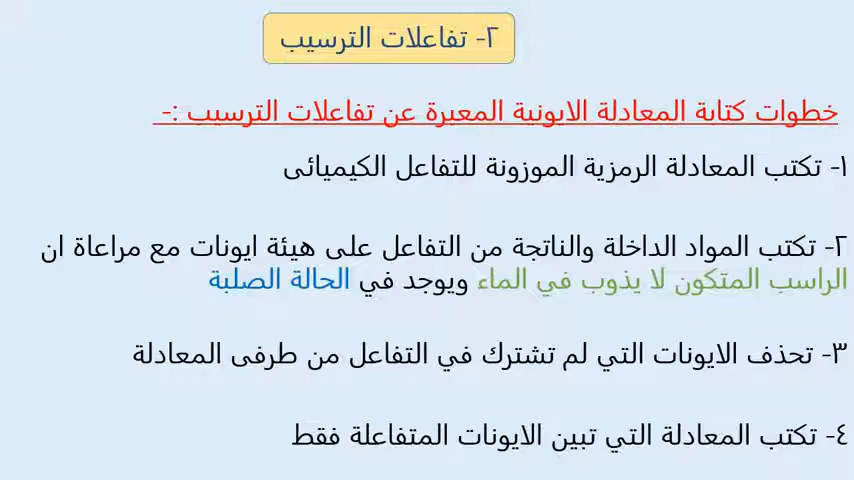 ٢- تفاعلات الترسيب
خطوات كتابة المعادلة الايونية المعبرة عن تفاعلات الترسيب :-
١- تكتب المعادلة الرمزية الموزونة للتفاعل الكيميائى
٢- تكتب المواد الداخلة والناتجة من التفاعل على هيئة ايونات مع مراعاة ان
الراسب المتكون لا يذوب في الماء ويوجد في الحالة الصلبة
٣- تحذف الايونات التي لم تشترك في التفاعل من طرفى المعادلة
٤- تكتب المعادلة التي تبين الايونات المتفاعلة فقط